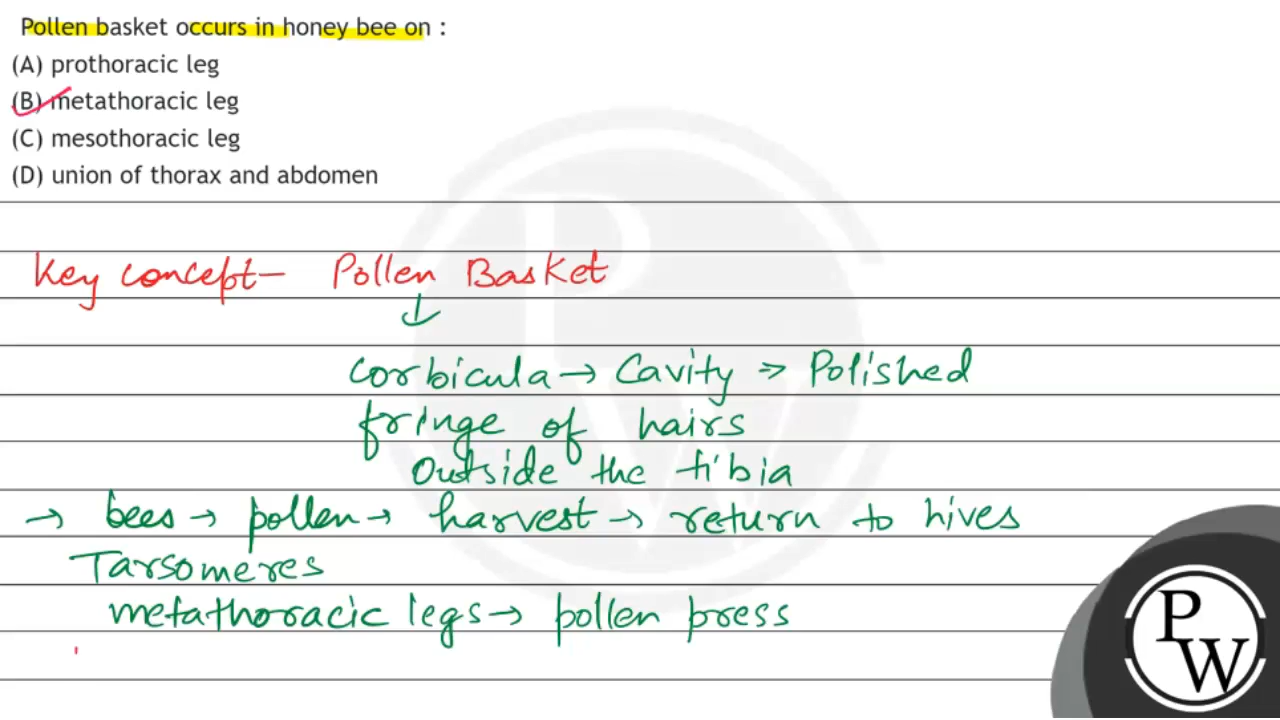 Pollen basket occurs in honey bee on :
(A) prothoracic leg
(B) metathoracic leg
(C) mesothoracic leg
(D) union of thorax and abdomen
Key concept- Pollen Basket
↓
Corbicula → Cavity => Polished
fringe of hairs
outside the tibia
→ bees → pollen → harvest → return to hives
Tarsomeres
metathoracic legs → pollen press
P
W